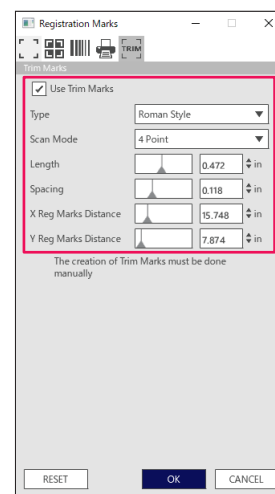 Registration Marks
TRIM
Trim Marks
Use Trim Marks
Type Roman Style
Scan Mode 4 Point
Length 0.472 in
Spacing 0.118 in
X Reg Marks Distance 15.748 in
Y Reg Marks Distance 7.874 in
The creation of Trim Marks must be done
manually
RESET OK CANCEL